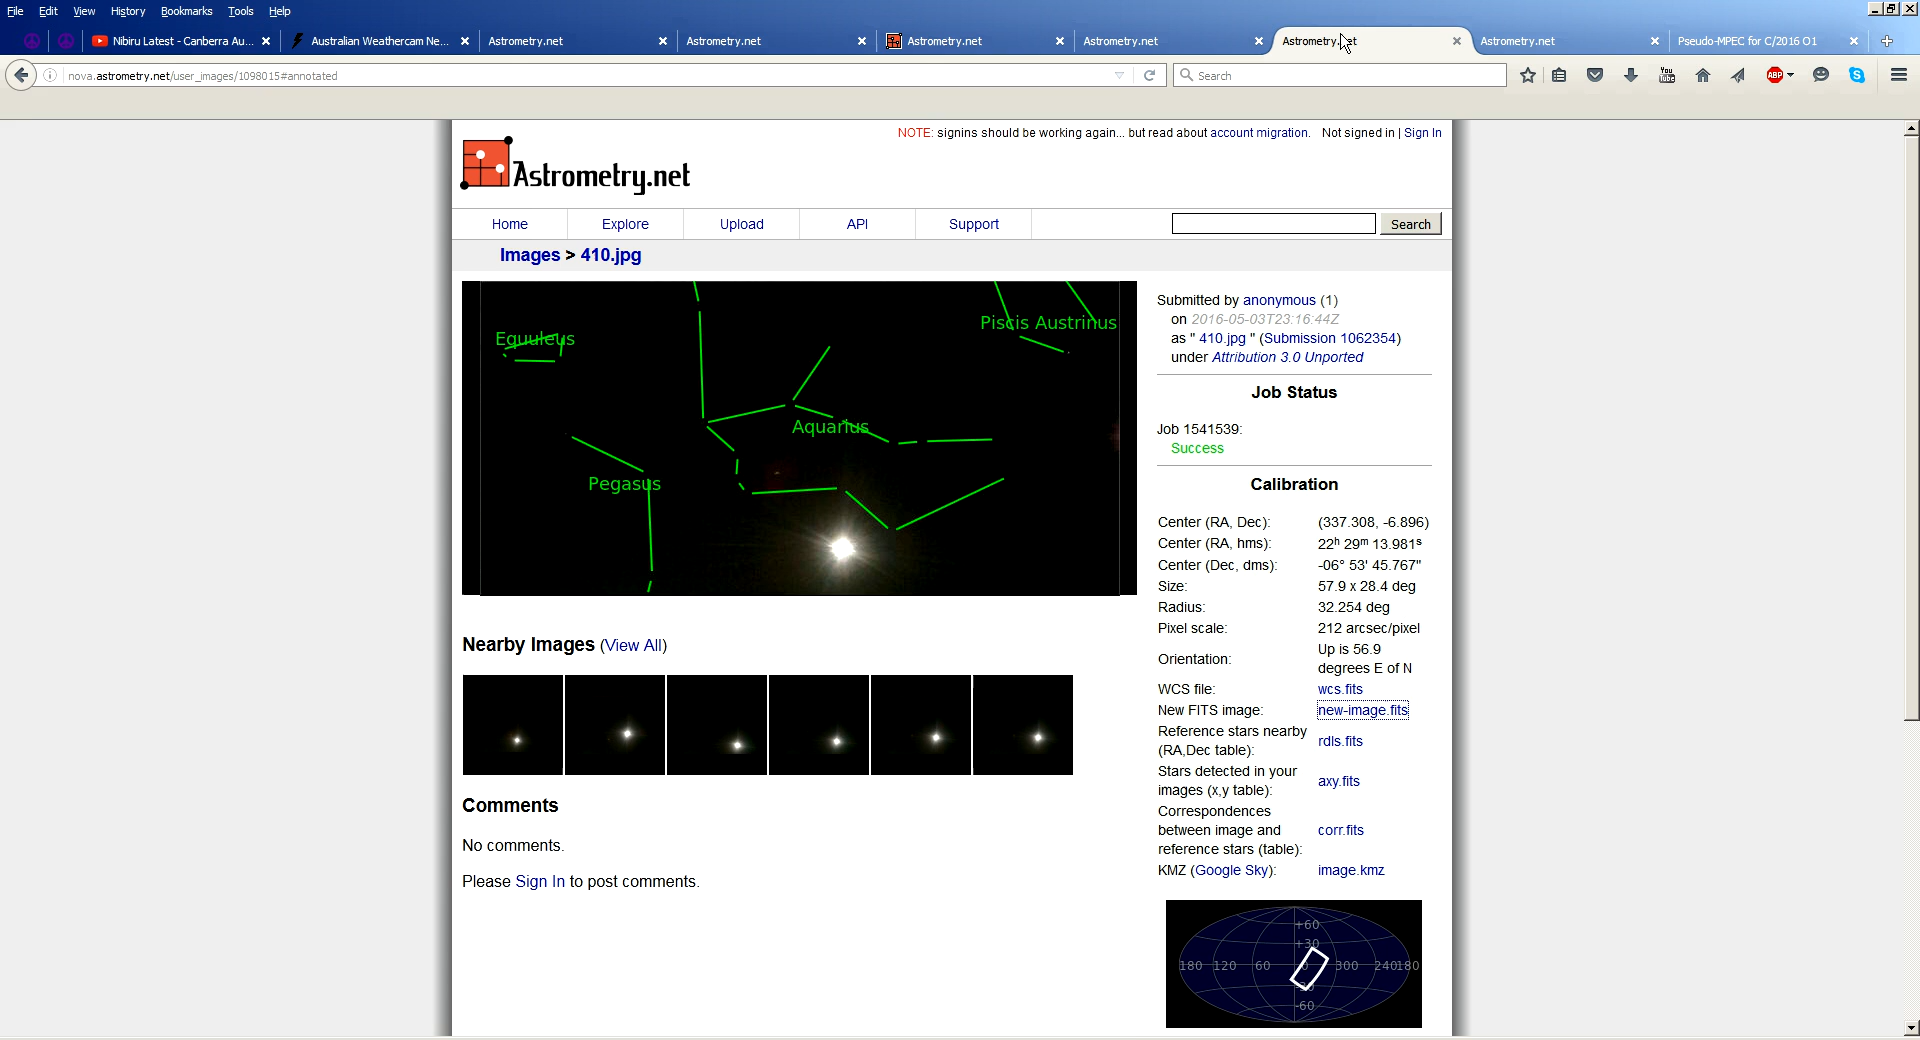 File Edit View History Bookmarks Tools Help
Nibiru Latest - Canberra Au... Australian Weathercam Ne... Astrometry.net Astrometry.net Astrometry.net Astrometry.net Astrometry.net Astrometry.net Pseudo-MPEC for C/2016 O1
nova.astrometry.net/user_images/1098015#annotated
Search
You Tube
ABP
NOTE: signins should be working again... but read about account migration. Not signed in | Sign In
Astrometry.net
Home Explore Upload API Support Search
Images > 410.jpg
Equuleus
Piscis Austrinus
Aquarius
Pegasus
Submitted by anonymous (1)
on 2016-05-03T23:16:44Z
as " 410.jpg " (Submission 1062354)
under Attribution 3.0 Unported
Job Status
Job 1541539:
Success
Calibration
Center (RA, Dec): (337.308, -6.896)
Center (RA, hms): 22h 29m 13.981s
Center (Dec, dms): -06° 53' 45.767"
Size: 57.9 x 28.4 deg
Radius: 32.254 deg
Pixel scale: 212 arcsec/pixel
Orientation: Up is 56.9
degrees E of N
WCS file: wcs.fits
New FITS image: new-image.fits
Reference stars nearby
(RA,Dec table): rdls.fits
Stars detected in your
images (x,y table): axy.fits
Correspondences
between image and corr.fits
reference stars (table):
KMZ (Google Sky): image.kmz
+60
+30
180 120 60 0 300 240 180
-30
-60
Nearby Images (View All)
Comments
No comments.
Please Sign In to post comments.